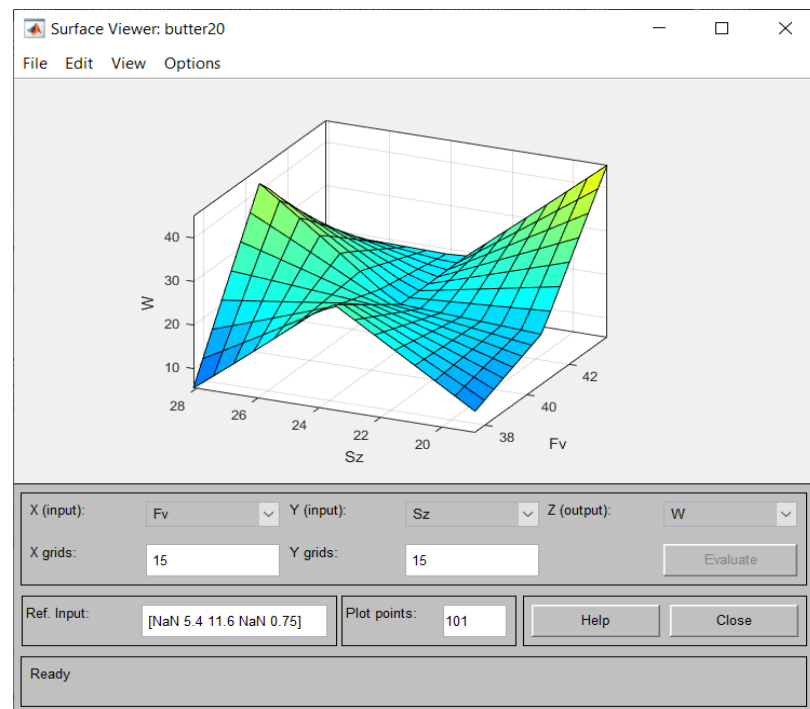 Surface Viewer: butter20
File Edit View Options
40
30
20
10
W
28
26
24
22
20
Sz
38
40
42
Fv
X (input): Fv Y (input): Sz Z (output): W
X grids: 15 Y grids: 15 Evaluate
Ref. Input: [NaN 5.4 11.6 NaN 0.75] Plot points: 101 Help Close
Ready